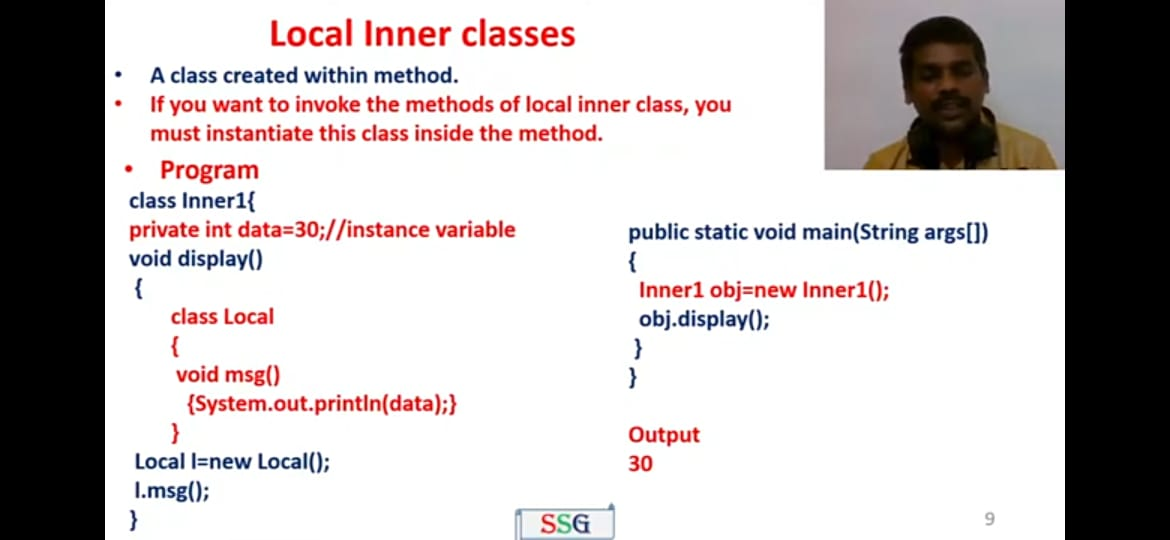 Local Inner classes
• A class created within method.
• If you want to invoke the methods of local inner class, you
must instantiate this class inside the method.
• Program
class Inner1{
private int data=30;//instance variable
void display()
{
class Local
{
void msg()
{System.out.println(data);}
}
Local l=new Local();
l.msg();
}
public static void main(String args[])
{
Inner1 obj=new Inner1();
obj.display();
}
}
Output
30
SSG
9